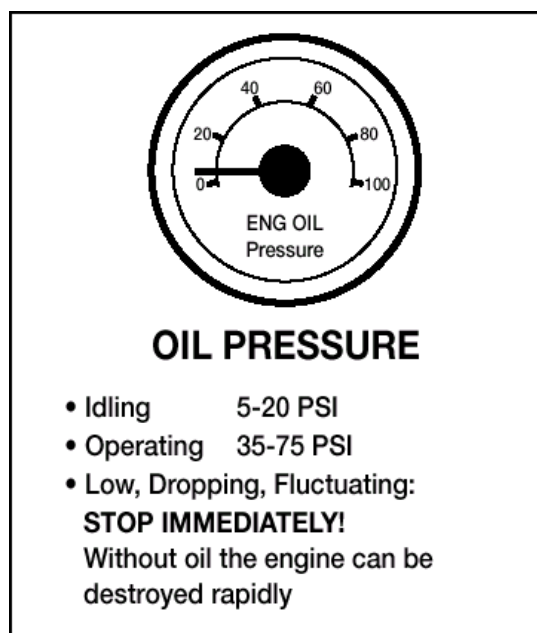 40 60
20 80
0 100
ENG OIL
Pressure
OIL PRESSURE
• Idling 5-20 PSI
• Operating 35-75 PSI
• Low, Dropping, Fluctuating:
STOP IMMEDIATELY!
Without oil the engine can be
destroyed rapidly